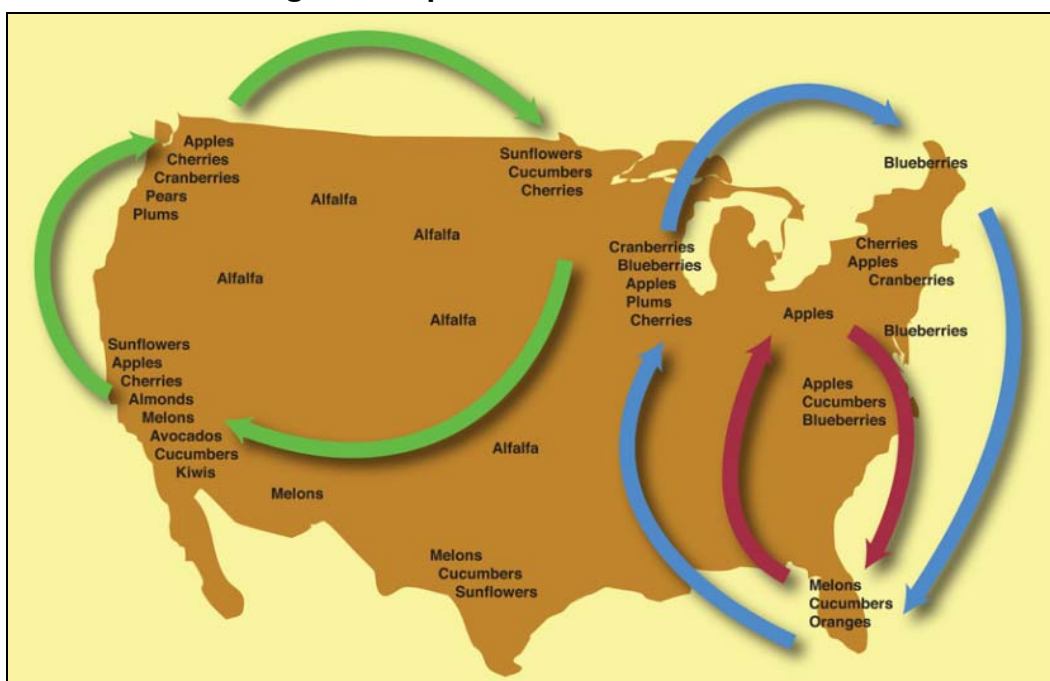 Apples
Cherries
Cranberries
Pears
Plums
Sunflowers
Cucumbers
Cherries
Blueberries
Alfalfa
Alfalfa
Alfalfa
Alfalfa
Cranberries
Blueberries
Apples
Plums
Cherries
Cherries
Apples
Cranberries
Apples
Blueberries
Sunflowers
Apples
Cherries
Almonds
Melons
Avocados
Cucumbers
Kiwis
Apples
Cucumbers
Blueberries
Alfalfa
Melons
Melons
Cucumbers
Sunflowers
Melons
Cucumbers
Oranges